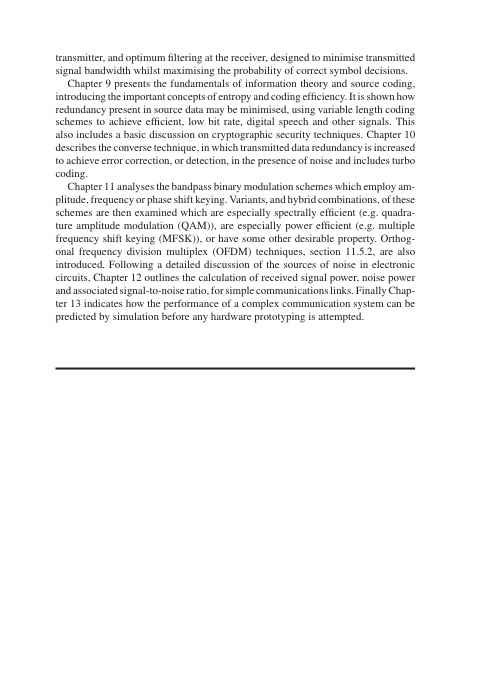 transmitter, and optimum filtering at the receiver, designed to minimise transmitted
signal bandwidth whilst maximising the probability of correct symbol decisions.
Chapter 9 presents the fundamentals of information theory and source coding,
introducing the important concepts of entropy and coding efficiency. It is shown how
redundancy present in source data may be minimised, using variable length coding
schemes to achieve efficient, low bit rate, digital speech and other signals. This
also includes a basic discussion on cryptographic security techniques. Chapter 10
describes the converse technique, in which transmitted data redundancy is increased
to achieve error correction, or detection, in the presence of noise and includes turbo
coding.
Chapter 11 analyses the bandpass binary modulation schemes which employ am-
plitude, frequency or phase shift keying. Variants, and hybrid combinations, of these
schemes are then examined which are especially spectrally efficient (e.g. quadra-
ture amplitude modulation (QAM)), are especially power efficient (e.g. multiple
frequency shift keying (MFSK)), or have some other desirable property. Orthog-
onal frequency division multiplex (OFDM) techniques, section 11.5.2, are also
introduced. Following a detailed discussion of the sources of noise in electronic
circuits, Chapter 12 outlines the calculation of received signal power, noise power
and associated signal-to-noise ratio, for simple communications links. Finally Chap-
ter 13 indicates how the performance of a complex communication system can be
predicted by simulation before any hardware prototyping is attempted.